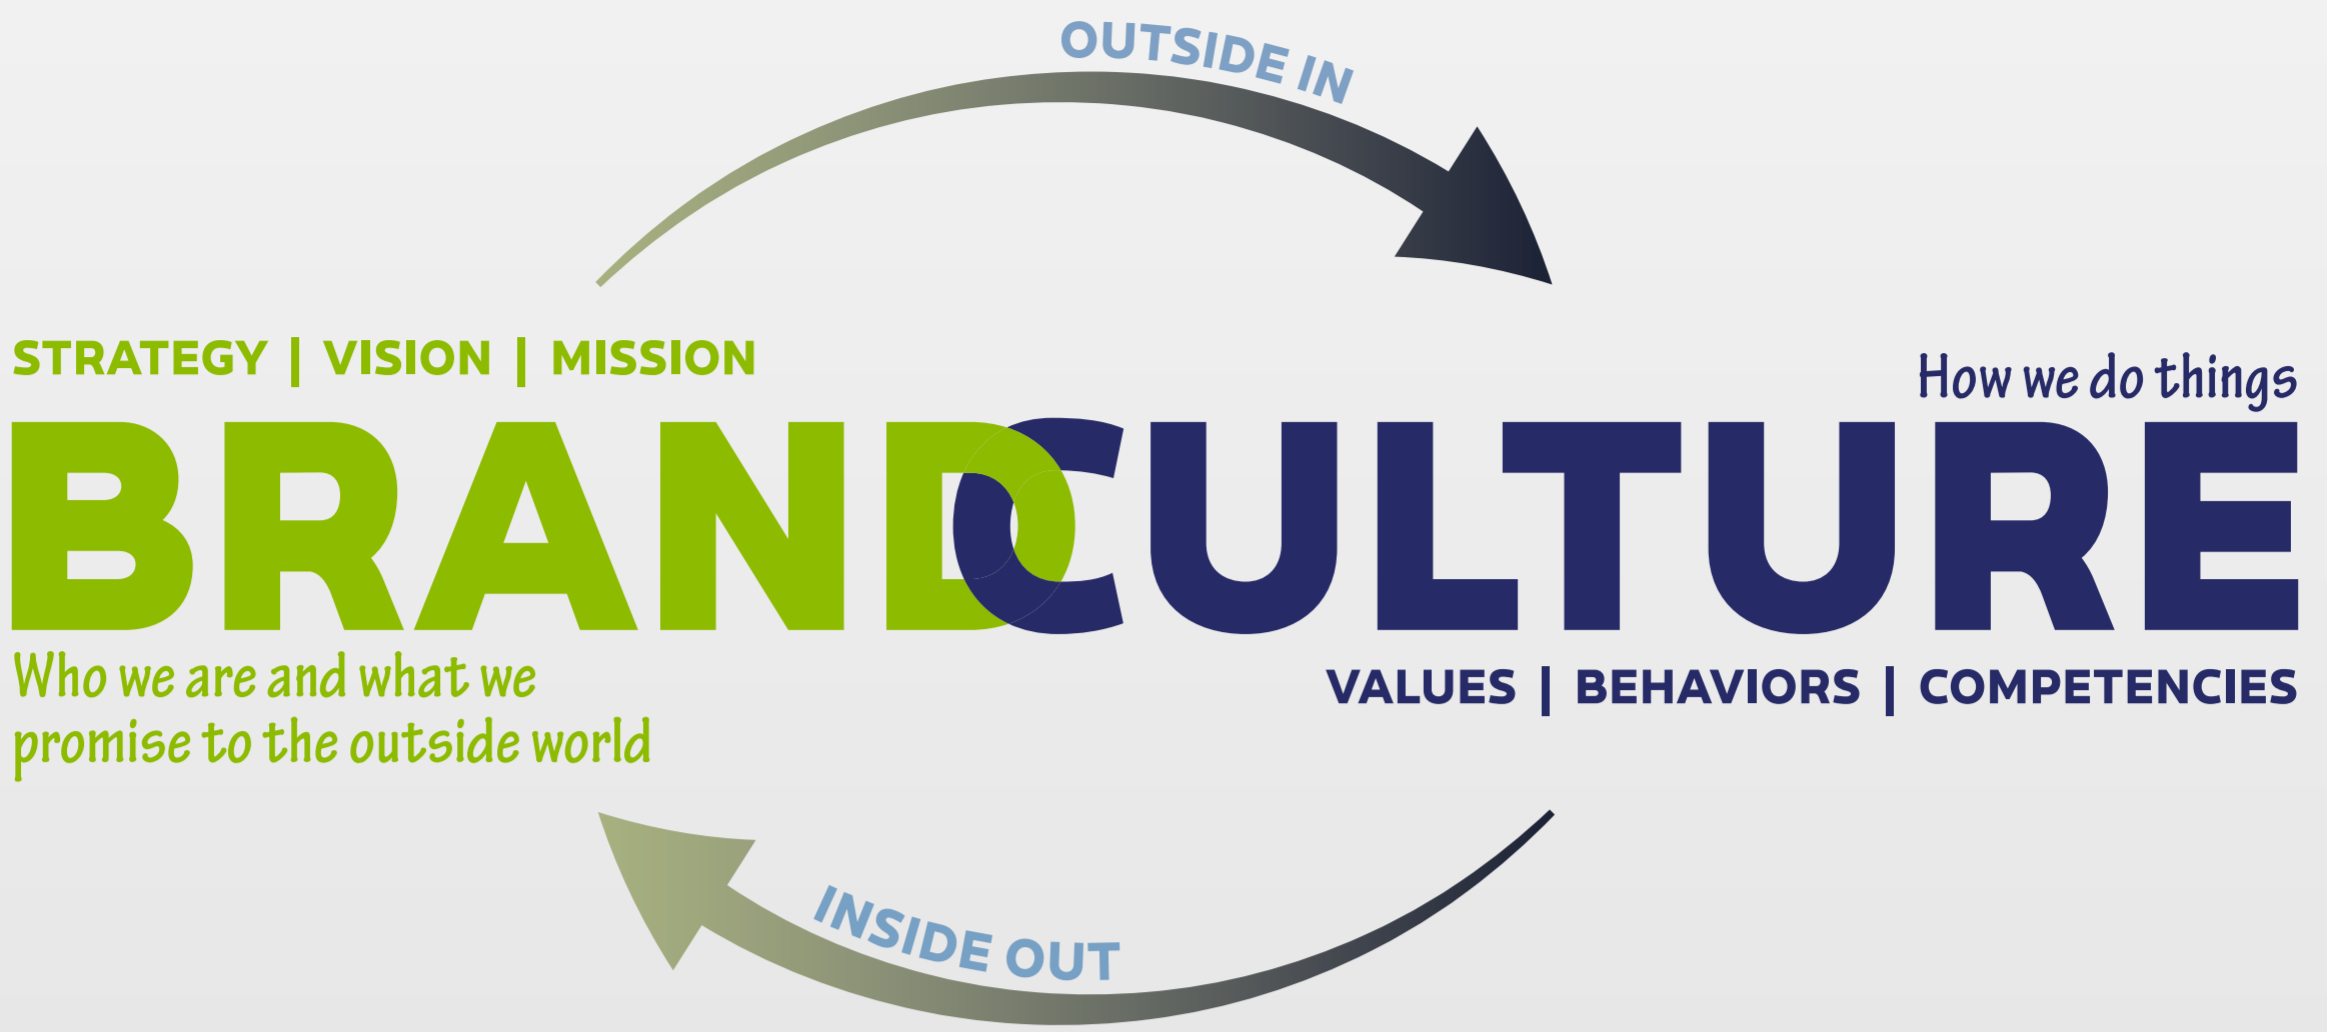 OUTSIDE IN
STRATEGY | VISION | MISSION
How we do things
BRANDCULTURE
Who we are and what we
promise to the outside world
VALUES | BEHAVIORS | COMPETENCIES
INSIDE OUT